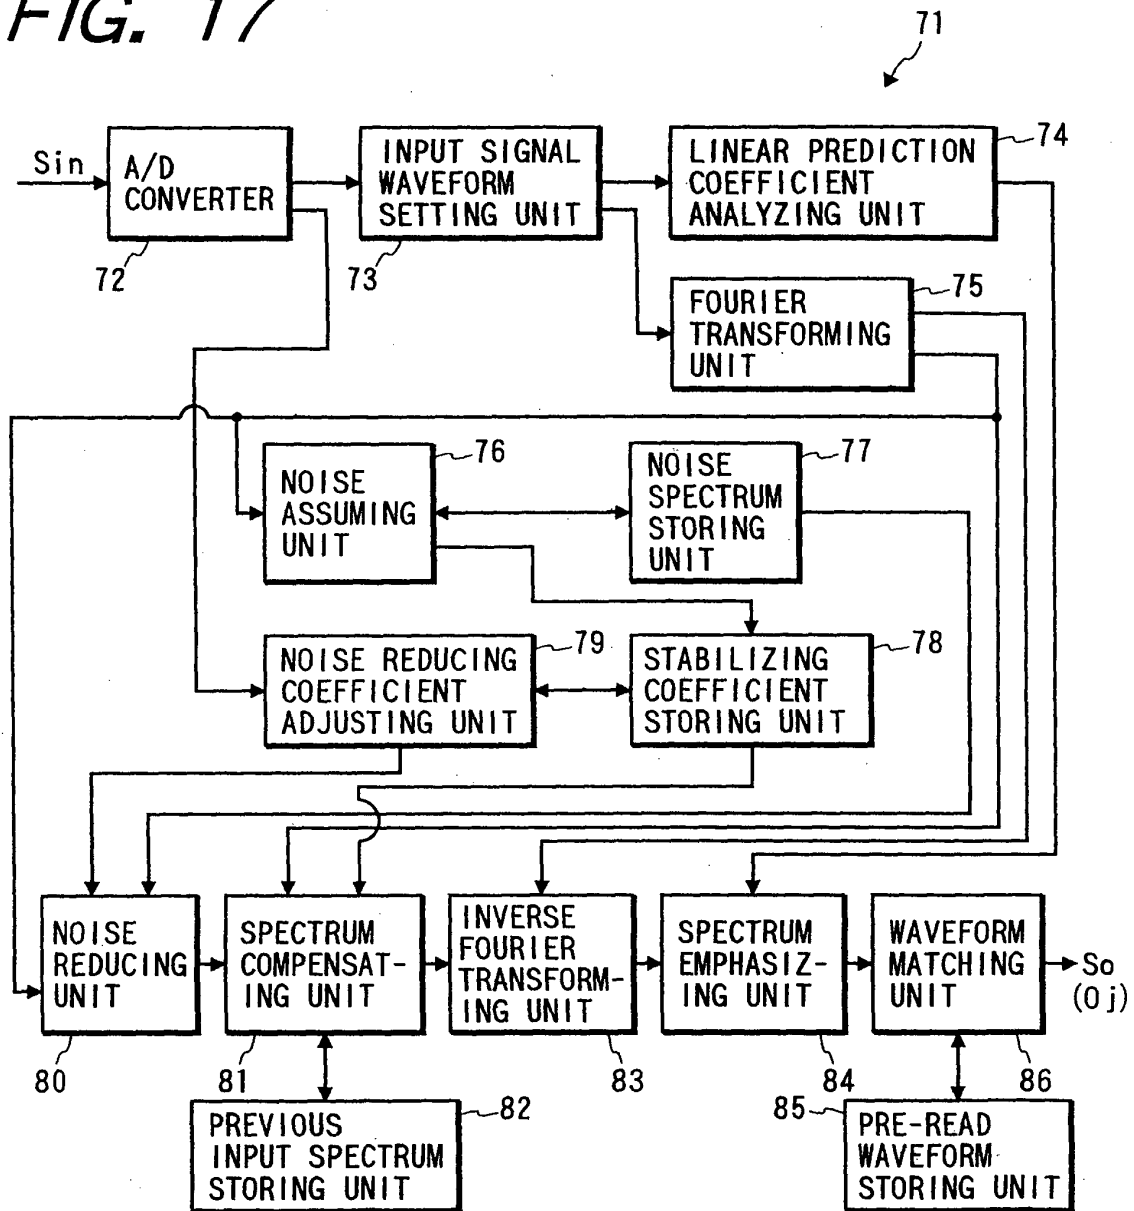 FIG. 17
71
Sin
A/D
CONVERTER
72
INPUT SIGNAL
WAVEFORM
SETTING UNIT
73
LINEAR PREDICTION
COEFFICIENT
ANALYZING UNIT
74
FOURIER
TRANSFORMING
UNIT
75
NOISE
ASSUMING
UNIT
76
NOISE
SPECTRUM
STORING
UNIT
77
NOISE REDUCING
COEFFICIENT
ADJUSTING UNIT
79
STABILIZING
COEFFICIENT
STORING UNIT
78
NOISE
REDUCING
UNIT
80
SPECTRUM
COMPENSAT-
ING UNIT
81
INVERSE
FOURIER
TRANSFORM-
ING UNIT
83
SPECTRUM
EMPHASIZ-
ING UNIT
84
WAVEFORM
MATCHING
UNIT
86
So
(Oj)
PREVIOUS
INPUT SPECTRUM
STORING UNIT
82
85
PRE-READ
WAVEFORM
STORING UNIT